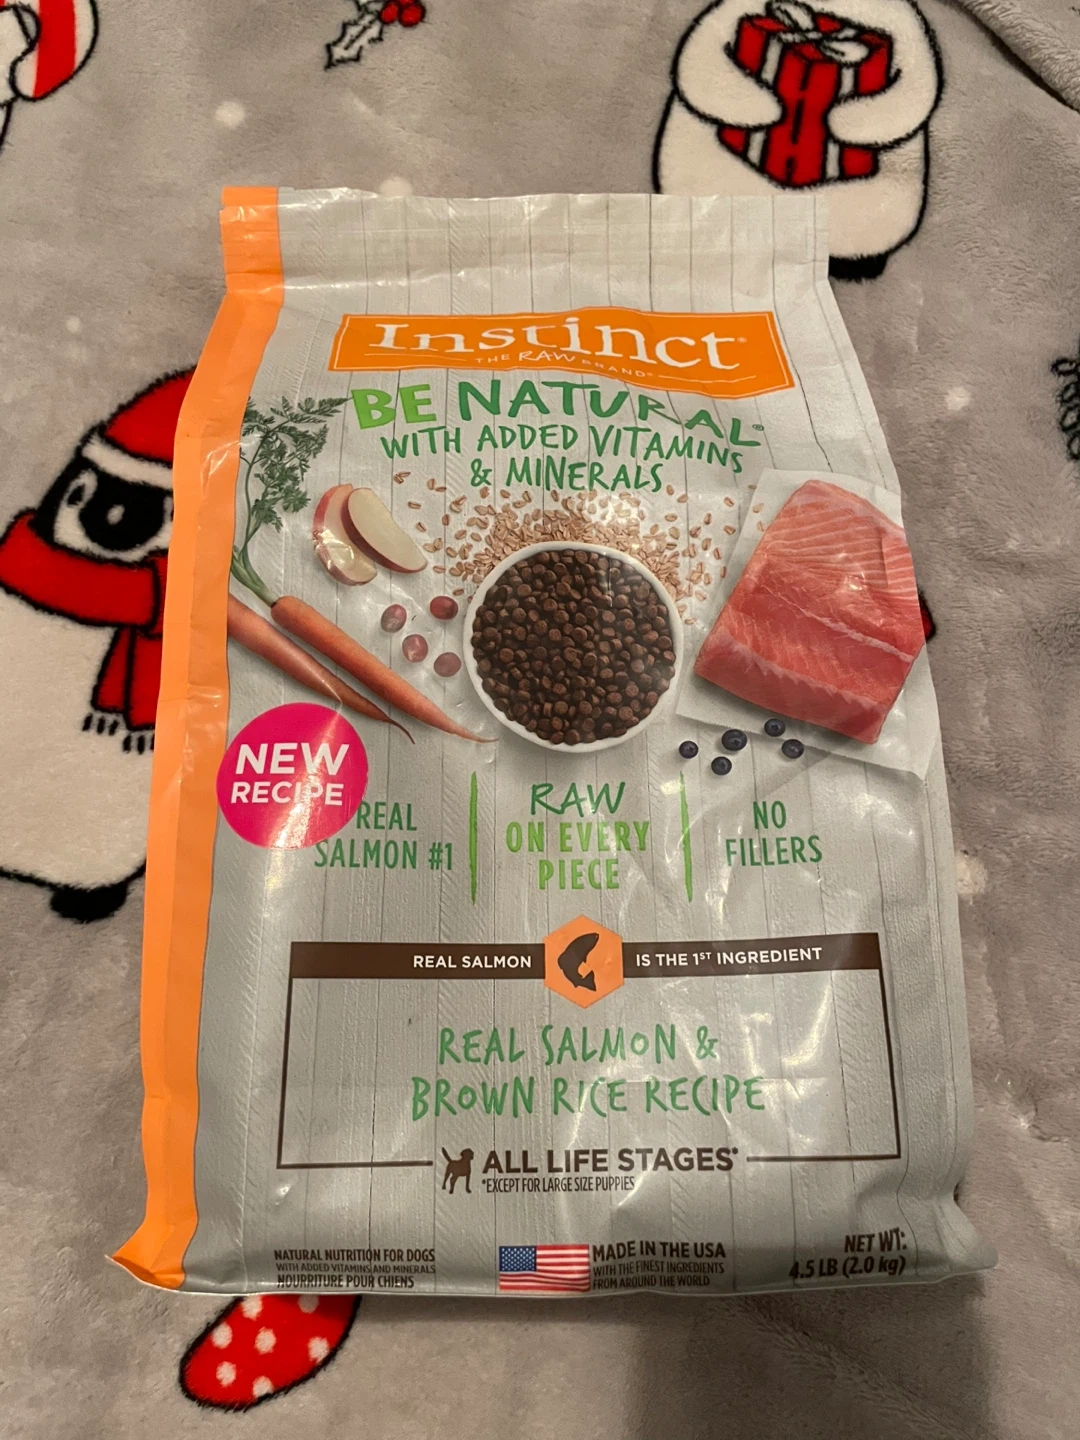 Instinct®
THE RAW BRAND®
BE NATURAL®
WITH ADDED VITAMINS
& MINERALS
NEW
RECIPE
REAL
SALMON #1
RAW
ON EVERY
PIECE
NO
FILLERS
REAL SALMON IS THE 1ST INGREDIENT
REAL SALMON &
BROWN RICE RECIPE
ALL LIFE STAGES*
*EXCEPT FOR LARGE SIZE PUPPIES
NATURAL NUTRITION FOR DOGS
WITH ADDED VITAMINS AND MINERALS
NOURRITURE POUR CHIENS
MADE IN THE USA
WITH THE FINEST INGREDIENTS
FROM AROUND THE WORLD
NET WT:
4.5 LB (2.0 kg)